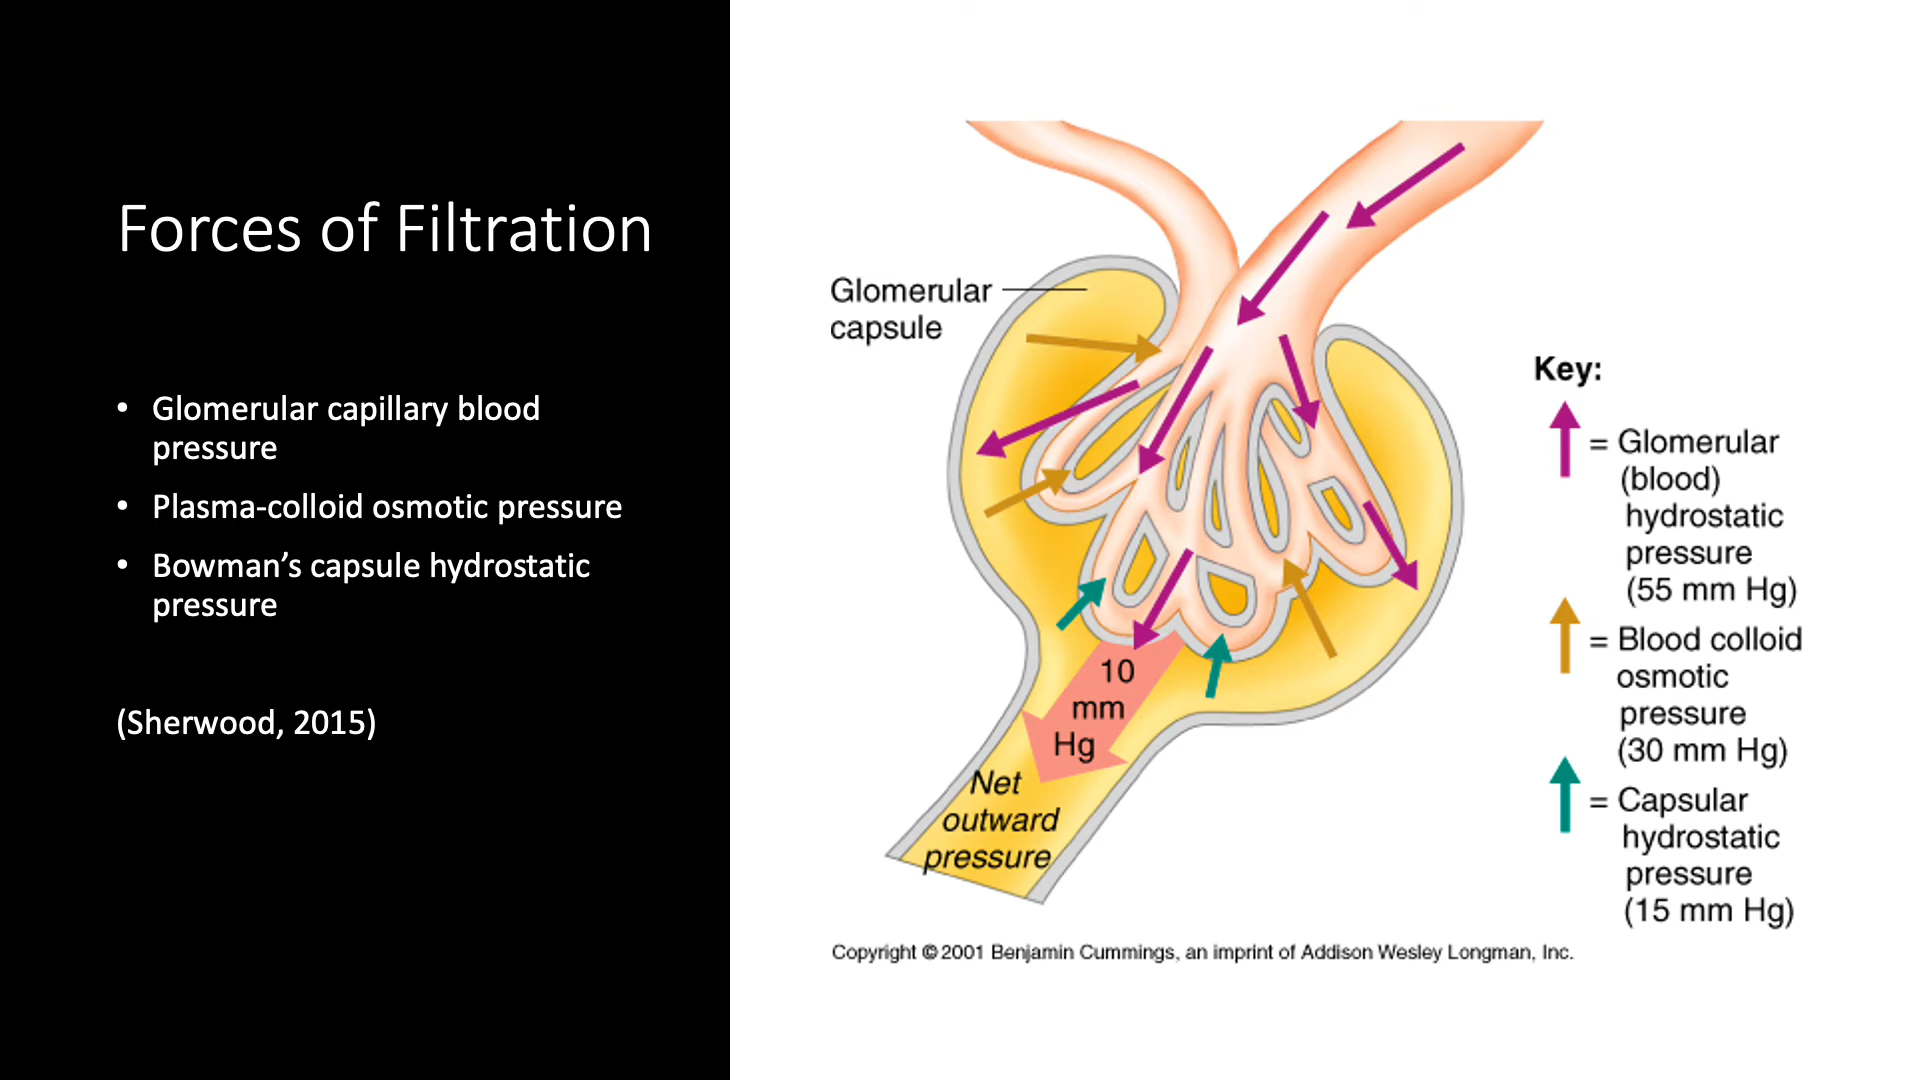 Forces of Filtration
• Glomerular capillary blood
pressure
• Plasma-colloid osmotic pressure
• Bowman’s capsule hydrostatic
pressure
(Sherwood, 2015)
Glomerular
capsule
10
mm
Hg
Net
outward
pressure
Key:
= Glomerular
(blood)
hydrostatic
pressure
(55 mm Hg)
= Blood colloid
osmotic
pressure
(30 mm Hg)
= Capsular
hydrostatic
pressure
(15 mm Hg)
Copyright © 2001 Benjamin Cummings, an imprint of Addison Wesley Longman, Inc.